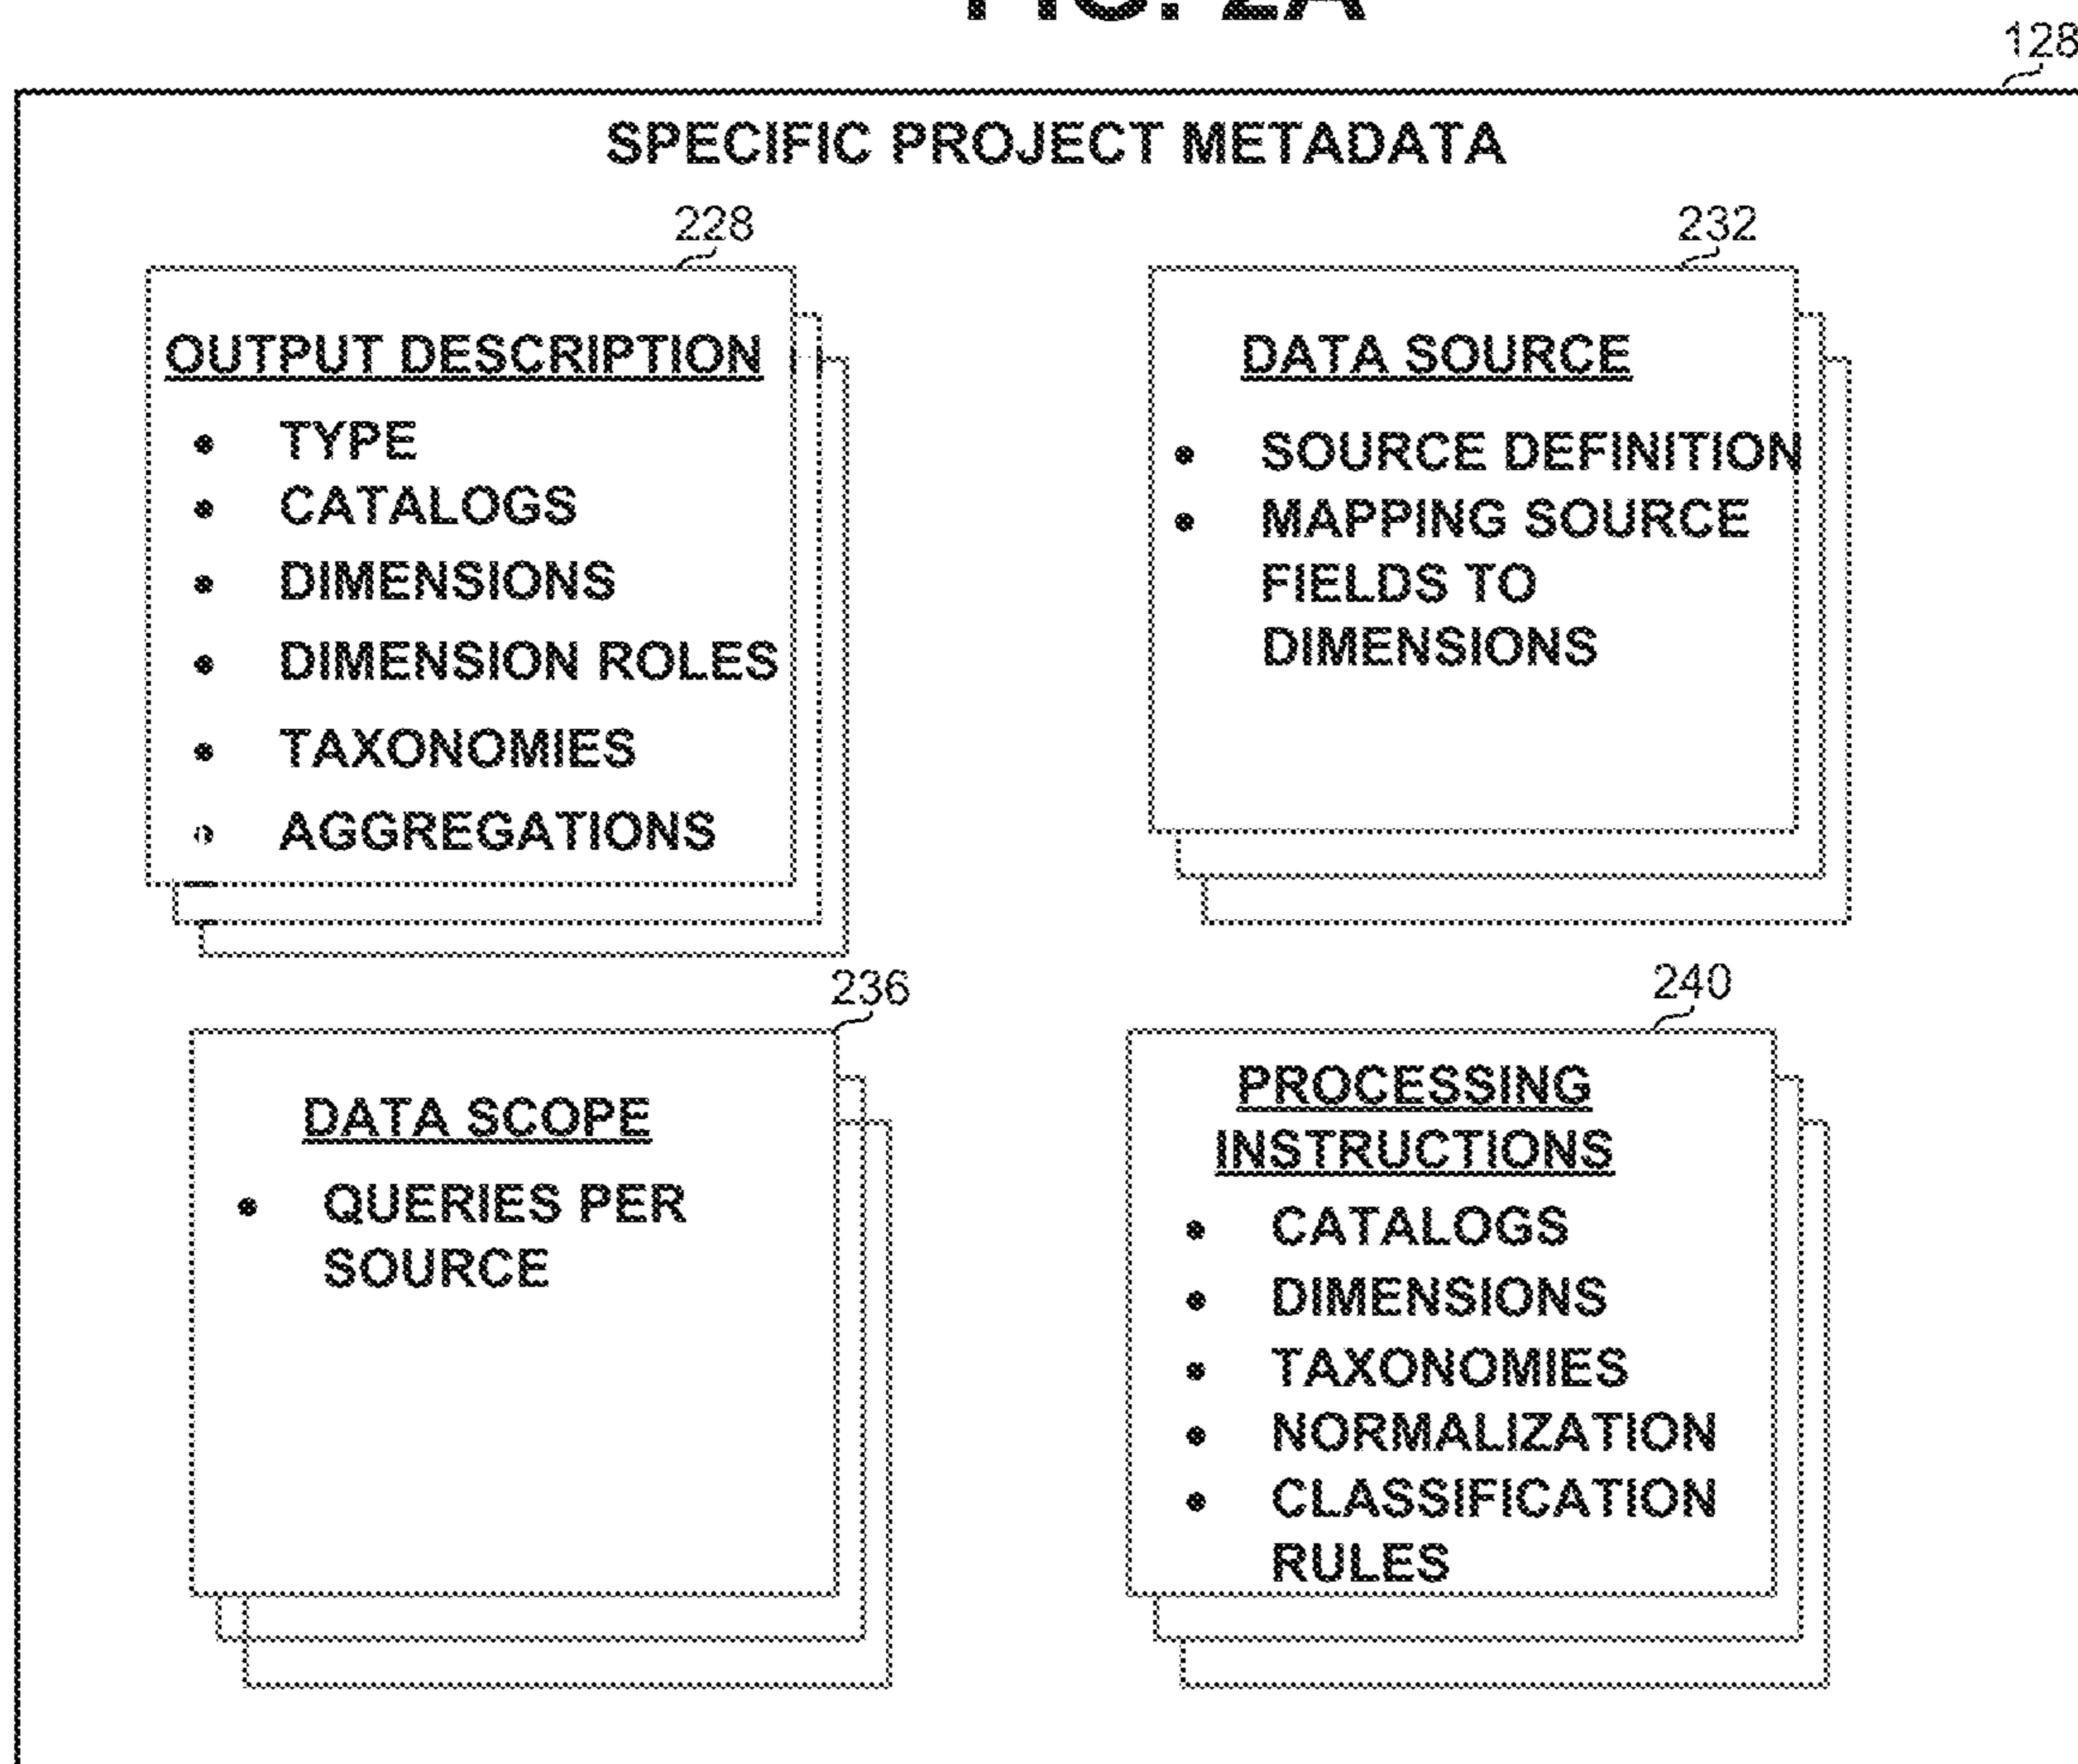 FIG. 2A
128
SPECIFIC PROJECT METADATA
228
OUTPUT DESCRIPTION
• TYPE
• CATALOGS
• DIMENSIONS
• DIMENSION ROLES
• TAXONOMIES
• AGGREGATIONS
232
DATA SOURCE
• SOURCE DEFINITION
• MAPPING SOURCE
FIELDS TO
DIMENSIONS
236
DATA SCOPE
• QUERIES PER
SOURCE
240
PROCESSING
INSTRUCTIONS
• CATALOGS
• DIMENSIONS
• TAXONOMIES
• NORMALIZATION
• CLASSIFICATION
RULES